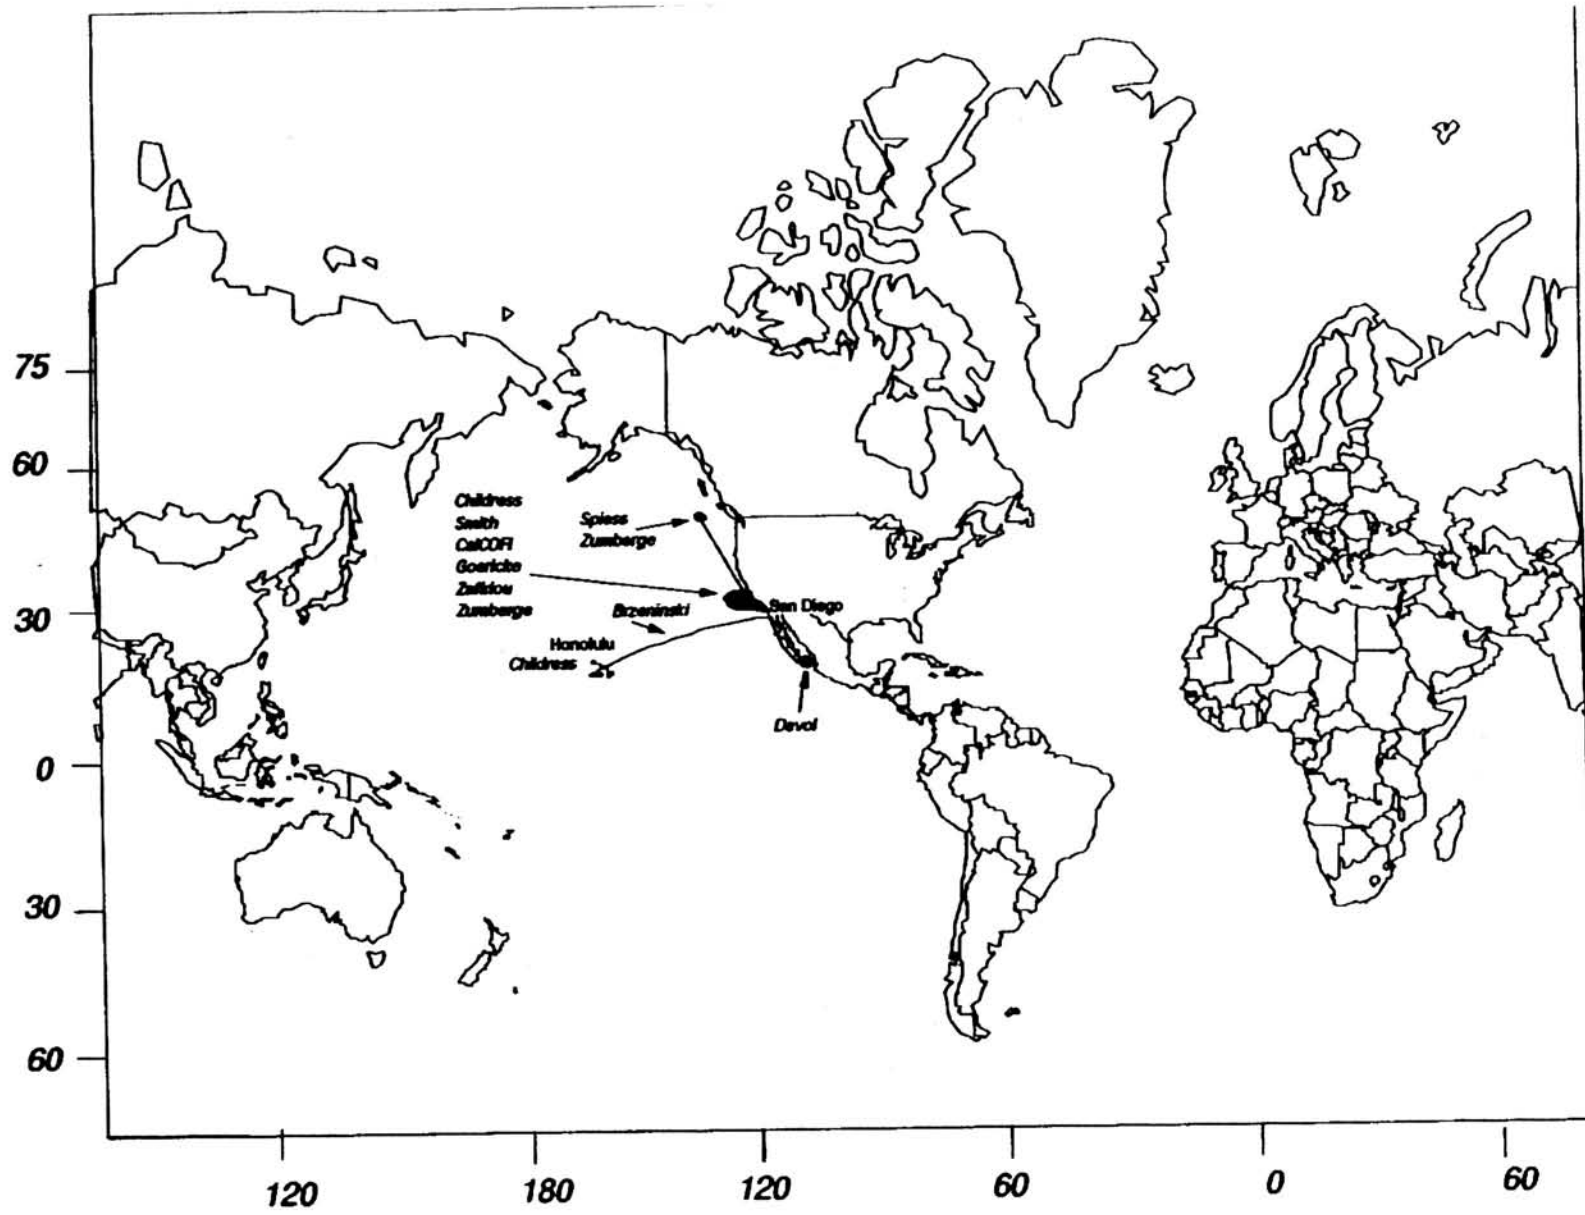 75
60
30
0
30
60
Childress
Smith
CalCOFI
Goericke
Zafiriou
Zumberge
Spiess
Zumberge
Brzeninski
San Diego
Honolulu
Childress
Devol
120
180
120
60
0
60